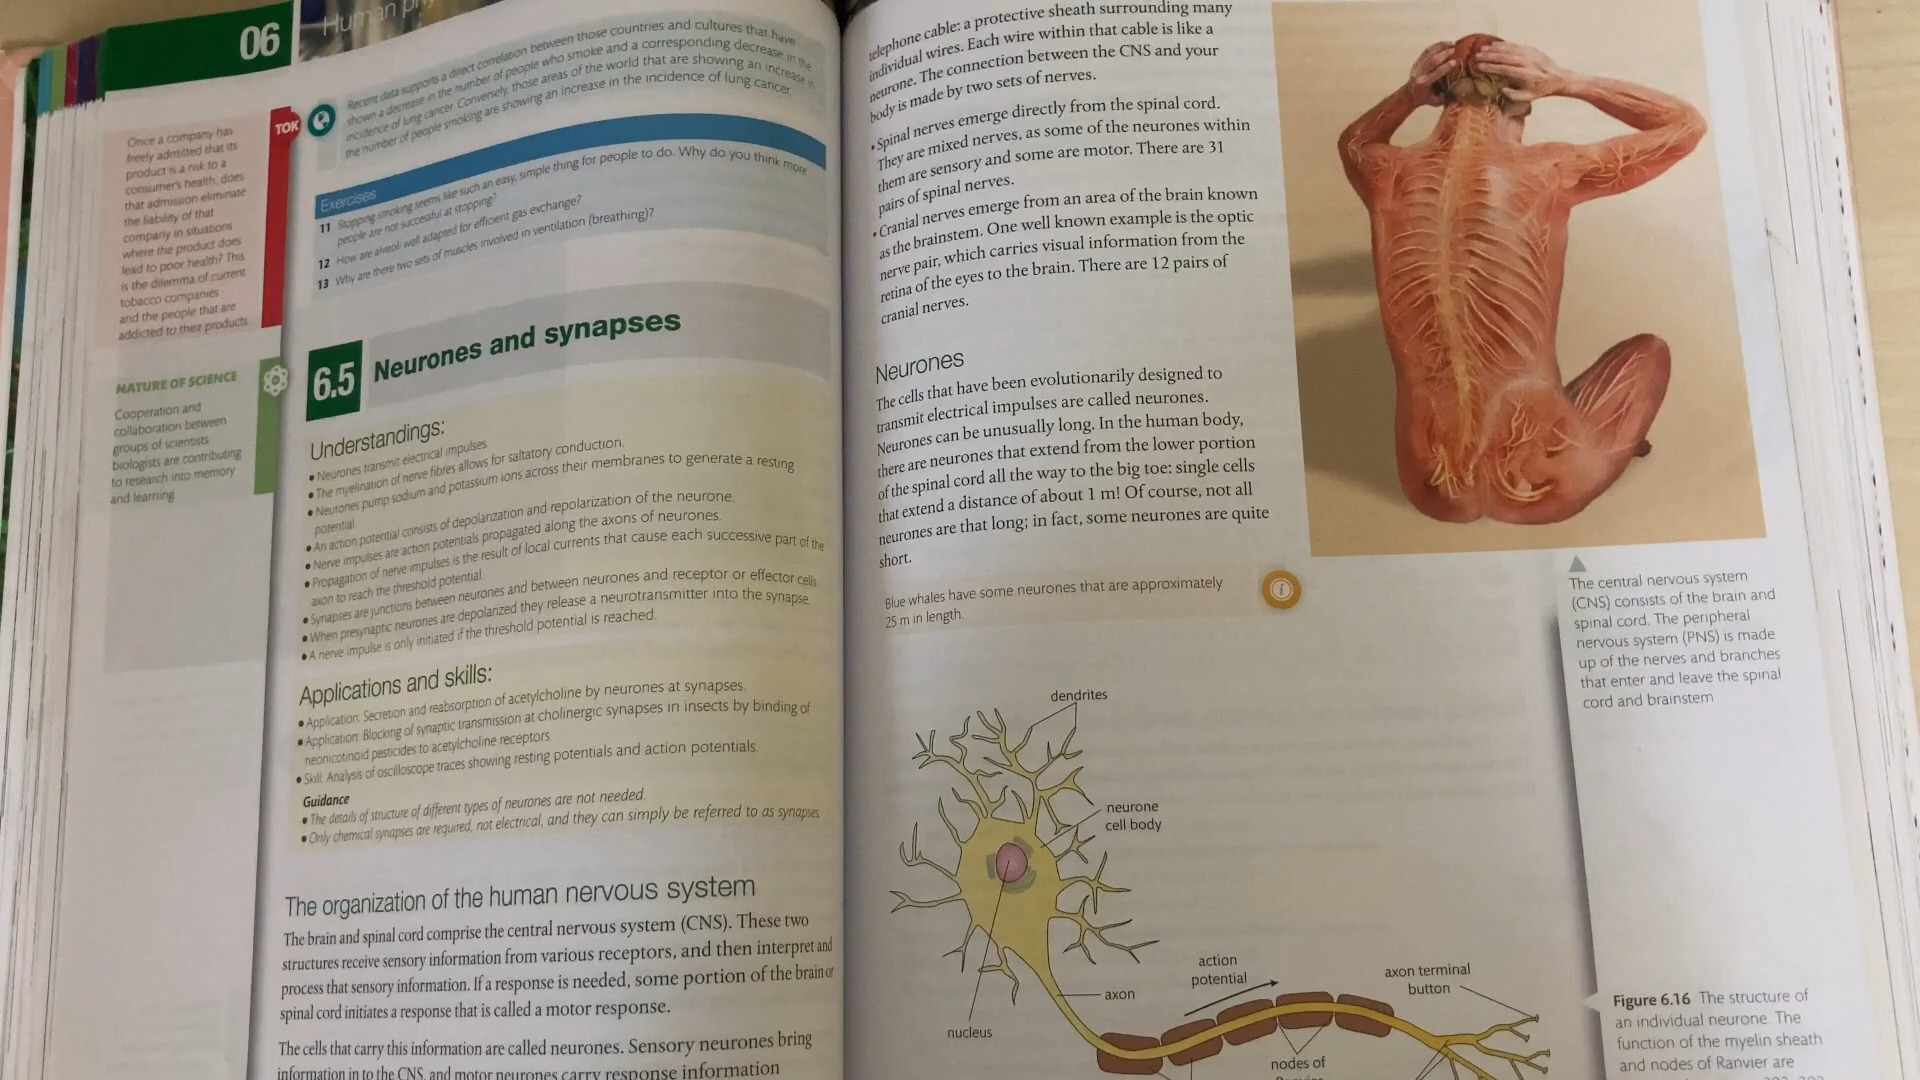 06
Human
Recent data supports a direct correlation between those countries and cultures that have
shown a decrease in the number of people who smoke and a corresponding decrease in the
incidence of lung cancer. Conversely, those areas of the world that are showing an increase in
the number of people smoking are showing an increase in the incidence of lung cancer.
TOK
Once a company has
freely admitted that its
product is a risk to a
consumer's health, does
that admission eliminate
the liability of that
company in situations
where the product does
lead to poor health? This
is the dilemma of current
tobacco companies
and the people that are
addicted to their products
Exercises
11 Stopping smoking seems like such an easy, simple thing for people to do. Why do you think more
people are not successful at stopping?
12 How are alveoli well adapted for efficient gas exchange?
13 Why are there two sets of muscles involved in ventilation (breathing)?
6.5 Neurones and synapses
NATURE OF SCIENCE
Cooperation and
collaboration between
groups of scientists:
biologists are contributing
to research into memory
and learning.
Understandings:
• Neurones transmit electrical impulses.
• The myelination of nerve fibres allows for saltatory conduction.
• Neurones pump sodium and potassium ions across their membranes to generate a resting
potential.
• An action potential consists of depolarization and repolarization of the neurone.
• Nerve impulses are action potentials propagated along the axons of neurones.
• Propagation of nerve impulses is the result of local currents that cause each successive part of the
axon to reach the threshold potential.
• Synapses are junctions between neurones and between neurones and receptor or effector cells.
• When presynaptic neurones are depolarized they release a neurotransmitter into the synapse.
• A nerve impulse is only initiated if the threshold potential is reached.
Applications and skills:
• Application: Secretion and reabsorption of acetylcholine by neurones at synapses.
• Application: Blocking of synaptic transmission at cholinergic synapses in insects by binding of
neonicotinoid pesticides to acetylcholine receptors.
• Skill: Analysis of oscilloscope traces showing resting potentials and action potentials.
Guidance
• The details of structure of different types of neurones are not needed.
• Only chemical synapses are required, not electrical, and they can simply be referred to as synapses.
The organization of the human nervous system
The brain and spinal cord comprise the central nervous system (CNS). These two
structures receive sensory information from various receptors, and then interpret and
process that sensory information. If a response is needed, some portion of the brain or
spinal cord initiates a response that is called a motor response.
The cells that carry this information are called neurones. Sensory neurones bring
information in to the CNS, and motor neurones carry response information
telephone cable: a protective sheath surrounding many
individual wires. Each wire within that cable is like a
neurone. The connection between the CNS and your
body is made by two sets of nerves.
• Spinal nerves emerge directly from the spinal cord.
They are mixed nerves, as some of the neurones within
them are sensory and some are motor. There are 31
pairs of spinal nerves.
• Cranial nerves emerge from an area of the brain known
as the brainstem. One well known example is the optic
nerve pair, which carries visual information from the
retina of the eyes to the brain. There are 12 pairs of
cranial nerves.
Neurones
The cells that have been evolutionarily designed to
transmit electrical impulses are called neurones.
Neurones can be unusually long. In the human body,
there are neurones that extend from the lower portion
of the spinal cord all the way to the big toe: single cells
that extend a distance of about 1 m! Of course, not all
neurones are that long; in fact, some neurones are quite
short.
Blue whales have some neurones that are approximately
25 m in length.
i
The central nervous system
(CNS) consists of the brain and
spinal cord. The peripheral
nervous system (PNS) is made
up of the nerves and branches
that enter and leave the spinal
cord and brainstem
dendrites
neurone
cell body
action
potential
axon terminal
button
axon
nucleus
nodes of
Figure 6.16 The structure of
an individual neurone. The
function of the myelin sheath
and nodes of Ranvier are